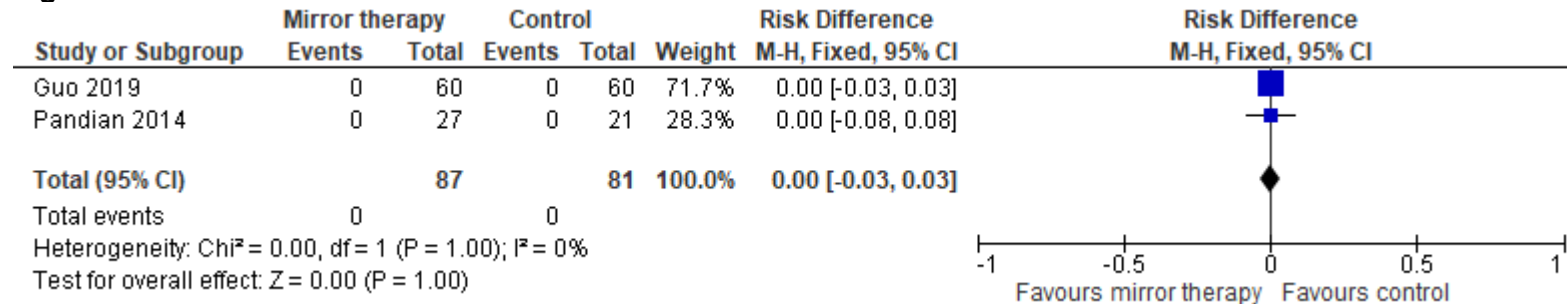 Mirror therapy Control Risk Difference Risk Difference
Study or Subgroup Events Total Events Total Weight M-H, Fixed, 95% CI M-H, Fixed, 95% CI
Guo 2019 0 60 0 60 71.7% 0.00 [-0.03, 0.03]
Pandian 2014 0 27 0 21 28.3% 0.00 [-0.08, 0.08]
Total (95% CI) 87 81 100.0% 0.00 [-0.03, 0.03]
Total events 0 0
Heterogeneity: Chi² = 0.00, df = 1 (P = 1.00); I² = 0%
Test for overall effect: Z = 0.00 (P = 1.00)
-1 -0.5 0 0.5 1
Favours mirror therapy Favours control